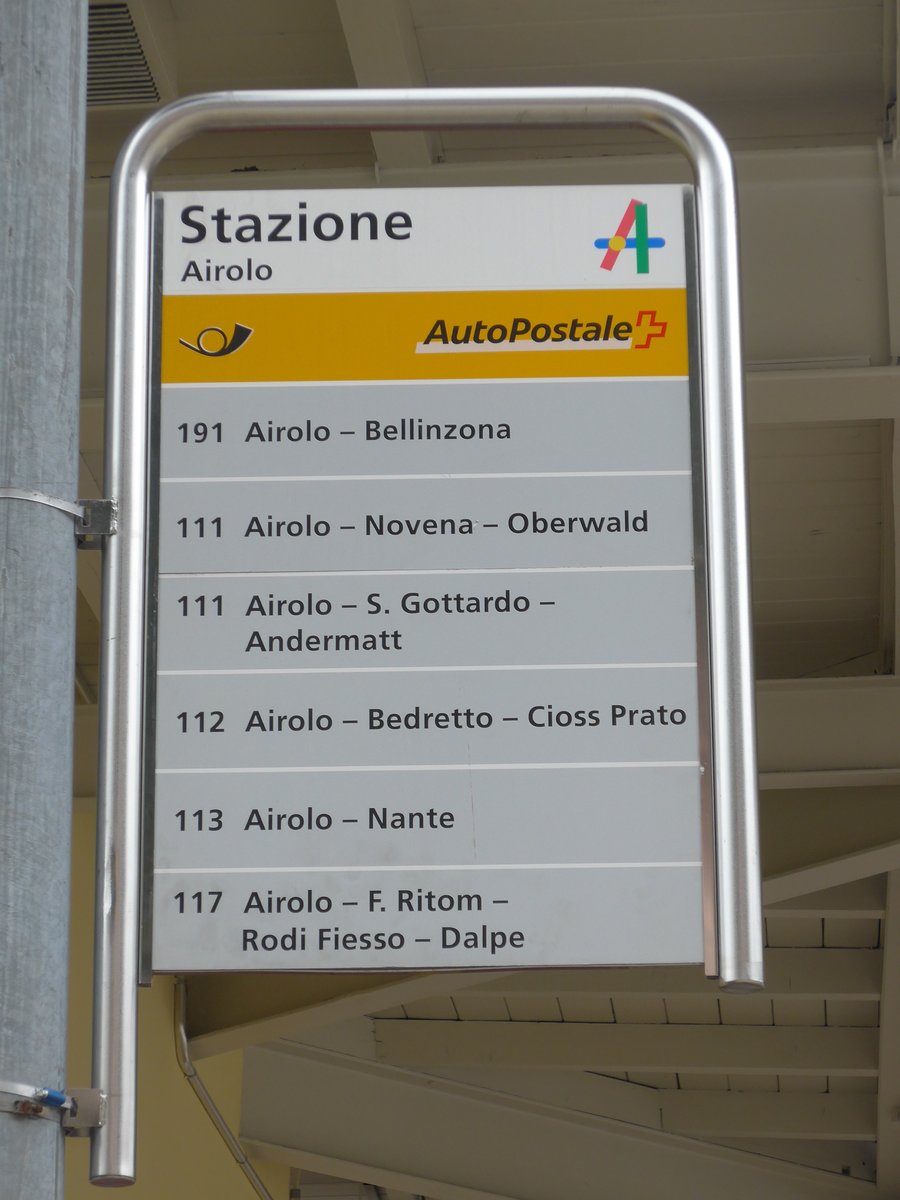 Stazione
Airolo
AutoPostale
191 Airolo – Bellinzona
111 Airolo – Novena – Oberwald
111 Airolo – S. Gottardo –
Andermatt
112 Airolo – Bedretto – Cioss Prato
113 Airolo – Nante
117 Airolo – F. Ritom –
Rodi Fiesso – Dalpe